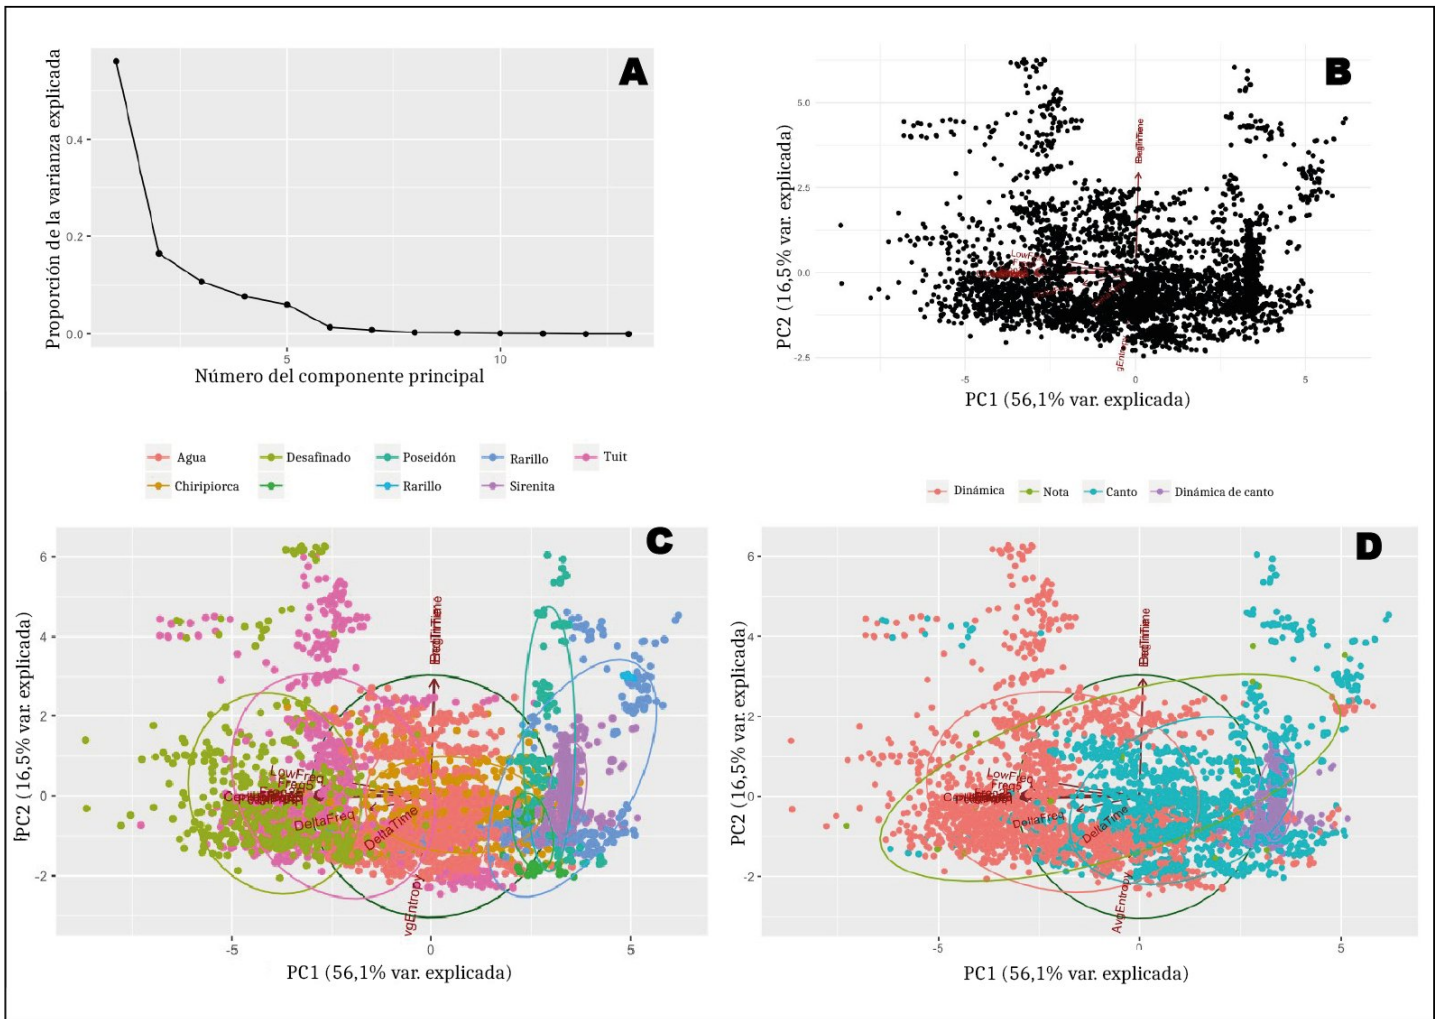 A
Proporción de la varianza explicada
0.4
0.2
0.0
5
10
Número del componente principal
B
PC2 (16,5% var. explicada)
5.0
2.5
0.0
-2.5
-5
0
5
PC1 (56,1% var. explicada)
Agua
Desafinado
Poseidón
Rarillo
Tuit
Chiripiorca
Rarillo
Sirenita
C
PC2 (16,5% var. explicada)
6
4
2
0
-2
LowFreq
Freq5
DeltaFreq
DeltaTime
vgEntropy
-5
0
5
PC1 (56,1% var. explicada)
Dinámica
Nota
Canto
Dinámica de canto
D
PC2 (16,5% var. explicada)
6
4
2
0
-2
LowFreq
Freq5
DeltaFreq
DeltaTime
AvgEntropy
-5
0
5
PC1 (56,1% var. explicada)